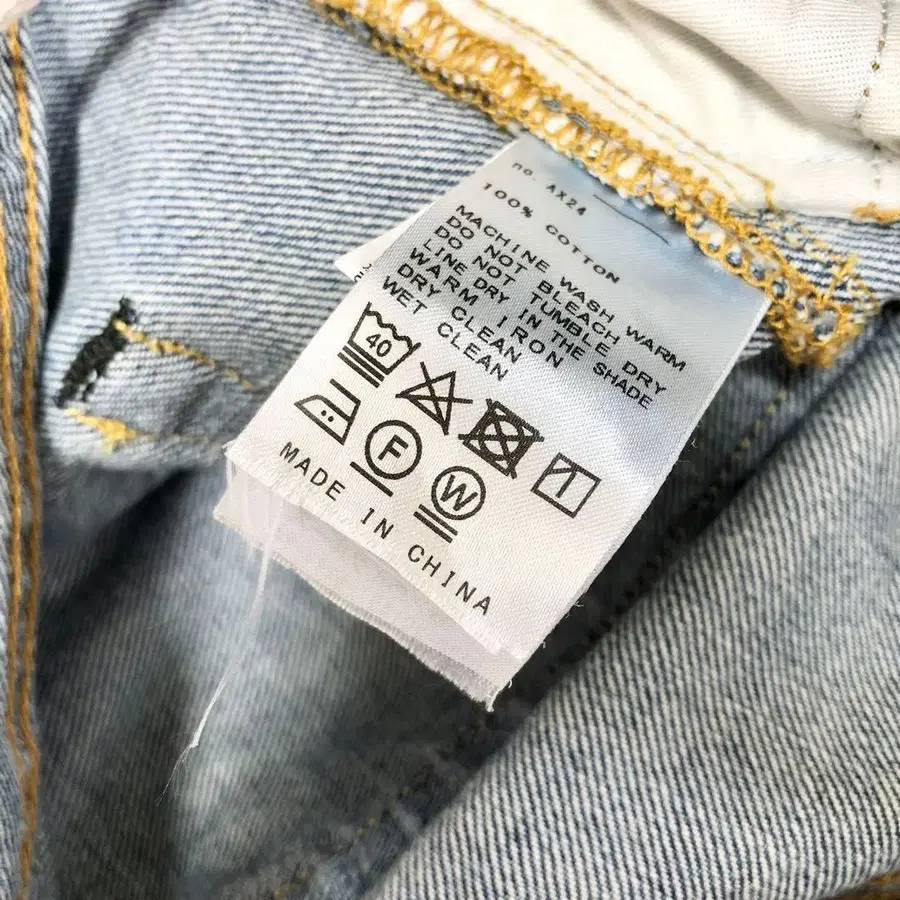 no. AX24
100% COTTON
MACHINE WASH WARM
DO NOT BLEACH
DO NOT TUMBLE DRY
LINE DRY IN THE SHADE
WARM IRON
DRY CLEAN
WET CLEAN
40
F
W
MADE IN CHINA